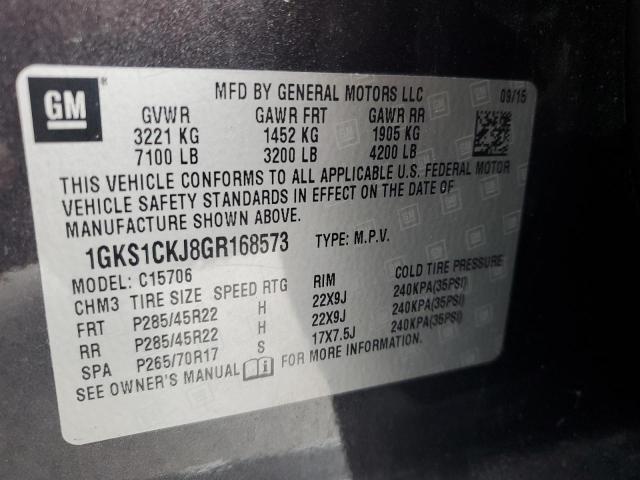 GM
®
MFD BY GENERAL MOTORS LLC 09/15
GVWR GAWR FRT GAWR RR
3221 KG 1452 KG 1905 KG
7100 LB 3200 LB 4200 LB
THIS VEHICLE CONFORMS TO ALL APPLICABLE U.S. FEDERAL MOTOR
VEHICLE SAFETY STANDARDS IN EFFECT ON THE DATE OF
MANUFACTURE SHOWN ABOVE.
1GKS1CKJ8GR168573 TYPE: M.P.V.
MODEL: C15706
CHM3 TIRE SIZE SPEED RTG RIM COLD TIRE PRESSURE
FRT P285/45R22 H 22X9J 240KPA(35PSI)
RR P285/45R22 H 22X9J 240KPA(35PSI)
SPA P265/70R17 S 17X7.5J 240KPA(35PSI)
SEE OWNER'S MANUAL FOR MORE INFORMATION.